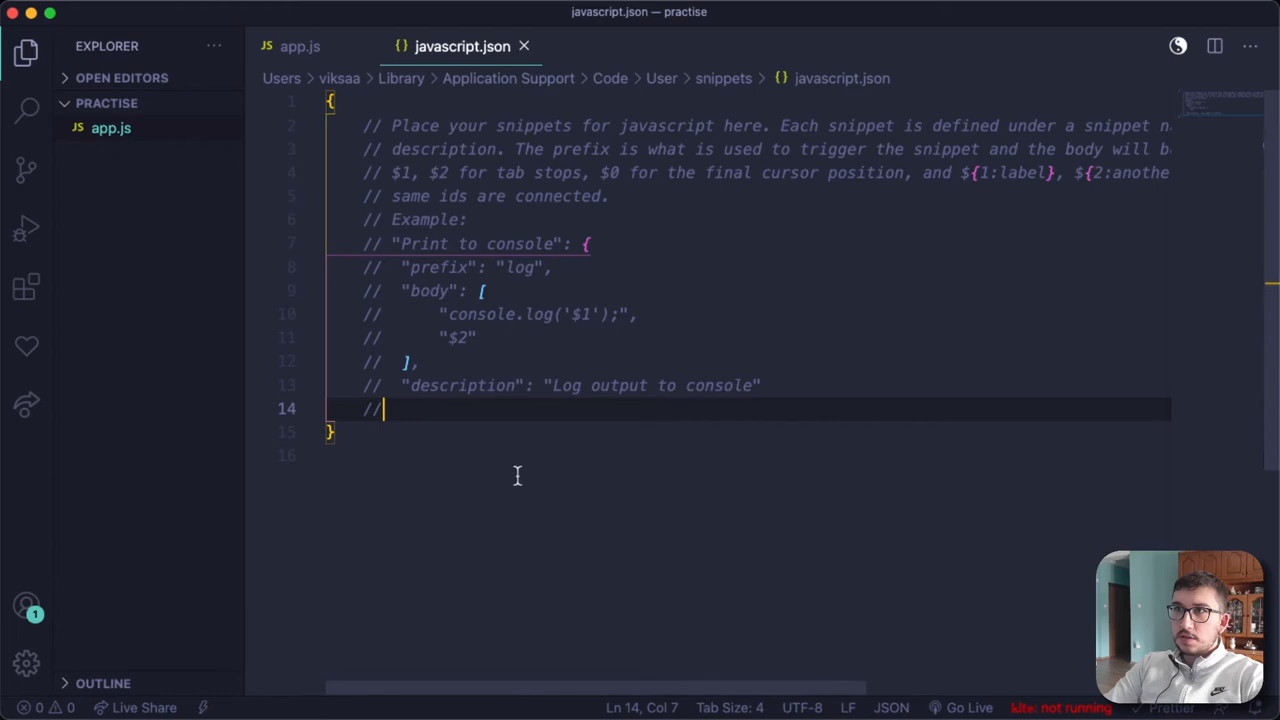 javascript.json — practise
EXPLORER ...
JS app.js
{} javascript.json
OPEN EDITORS
PRACTISE
JS app.js
OUTLINE
Users > viksaa > Library > Application Support > Code > User > snippets > {} javascript.json
1 {
2 // Place your snippets for javascript here. Each snippet is defined under a snippet n
3 // description. The prefix is what is used to trigger the snippet and the body will b
4 // $1, $2 for tab stops, $0 for the final cursor position, and ${1:label}, ${2:anothe
5 // same ids are connected.
6 // Example:
7 // "Print to console": {
8 // "prefix": "log",
9 // "body": [
10 // "console.log('$1');",
11 // "$2"
12 // ],
13 // "description": "Log output to console"
14 //
15 }
16
1
0 0 Live Share
Ln 14, Col 7 Tab Size: 4 UTF-8 LF JSON Go Live kite: not running Prettier